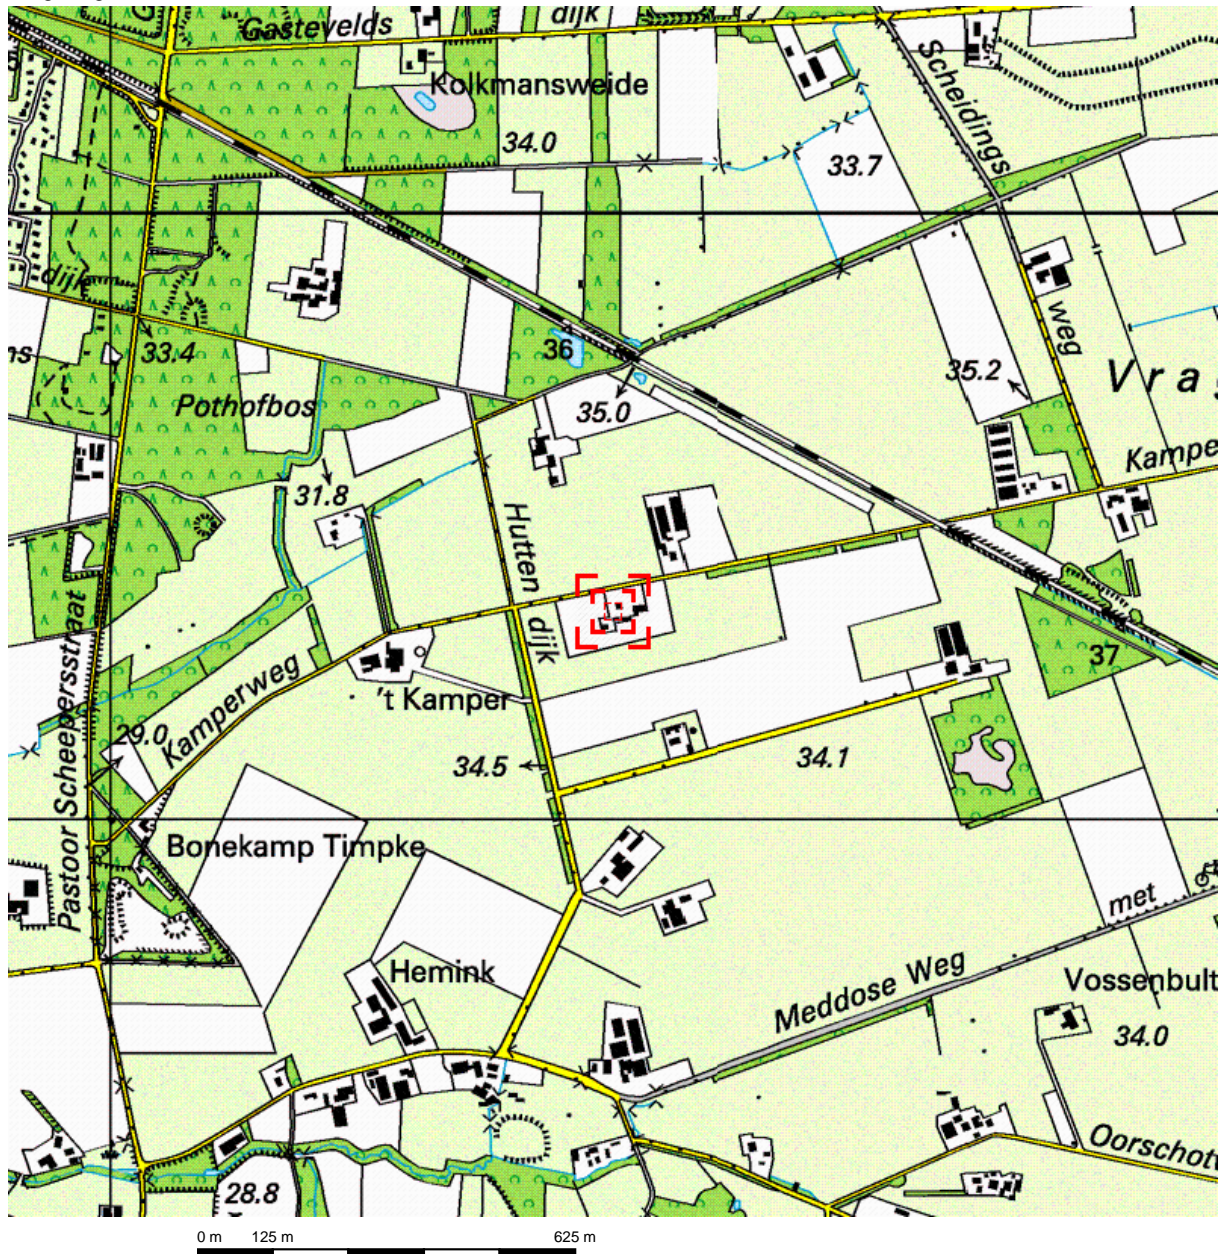 Gastevelds
dijk
G
Kolkmansweide
Scheidings
34.0
33.7
dijk
33.4
ns
36
35.2
weg
Vra
Pothofbos
35.0
Kampe
31.8
Hutten
dijk
37
't Kamper
Kamperweg
Pastoor Scheepersstraat
29.0
34.5
34.1
Bonekamp Timpke
met
Hemink
Meddose Weg
Vossenbult
34.0
Oorschotw
28.8
0 m 125 m 625 m